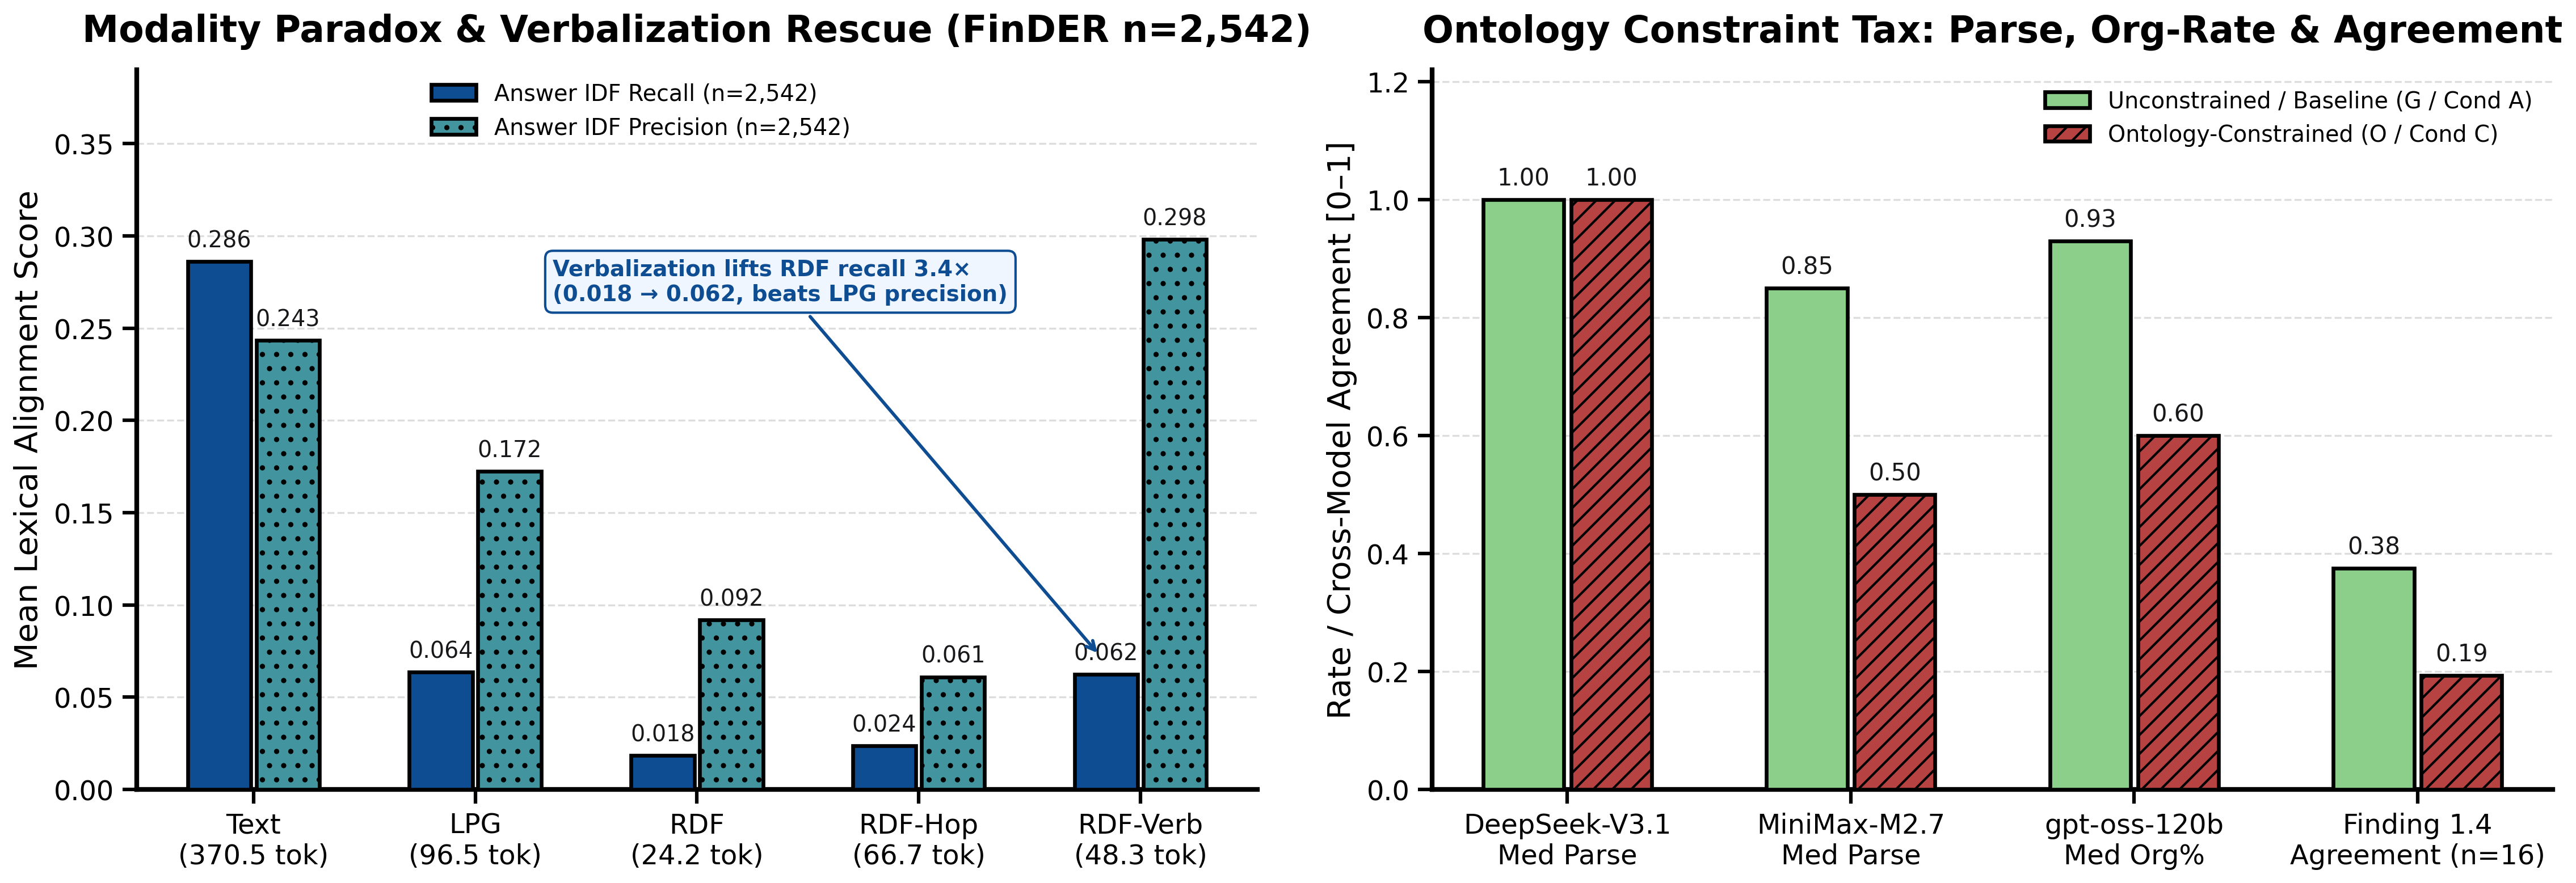 Modality Paradox & Verbalization Rescue (FinDER n=2,542)
Answer IDF Recall (n=2,542)
Answer IDF Precision (n=2,542)
Mean Lexical Alignment Score
0.35
0.30
0.25
0.20
0.15
0.10
0.05
0.00
0.286
0.243
0.064
0.172
0.018
0.092
0.024
0.061
0.062
0.298
Verbalization lifts RDF recall 3.4×
(0.018 → 0.062, beats LPG precision)
Text
(370.5 tok)
LPG
(96.5 tok)
RDF
(24.2 tok)
RDF-Hop
(66.7 tok)
RDF-Verb
(48.3 tok)
Ontology Constraint Tax: Parse, Org-Rate & Agreement
Unconstrained / Baseline (G / Cond A)
Ontology-Constrained (O / Cond C)
Rate / Cross-Model Agreement [0–1]
1.2
1.0
0.8
0.6
0.4
0.2
0.0
1.00
1.00
0.85
0.50
0.93
0.60
0.38
0.19
DeepSeek-V3.1
Med Parse
MiniMax-M2.7
Med Parse
gpt-oss-120b
Med Org%
Finding 1.4
Agreement (n=16)